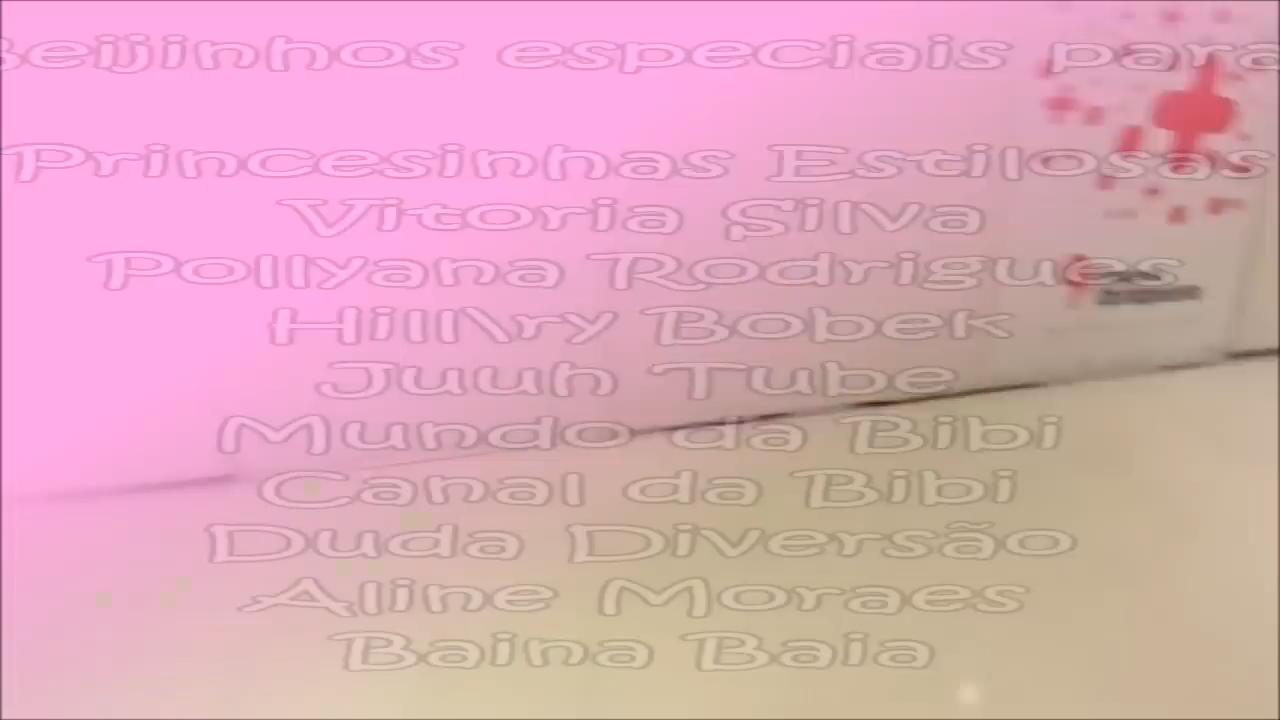 Beijinhos especiais para
Princesinhas Estilosas
Vitoria Silva
Pollyana Rodrigues
Hill\ry Bobek
Juuh Tube
Mundo da Bibi
Canal da Bibi
Duda Diversão
Aline Moraes
Baina Baia